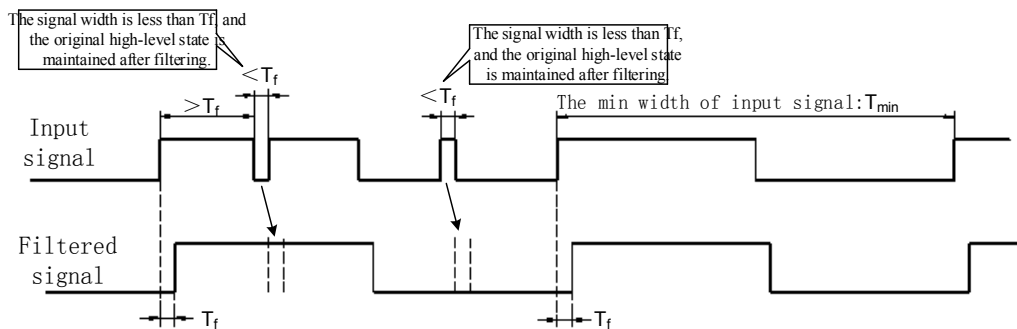 The signal width is less than Tf, and
the original high-level state is
maintained after filtering.
The signal width is less than Tf,
and the original high-level state
is maintained after filtering.
<Tf
>Tf
<Tf
The min width of input signal:Tmin
Input
signal
Filtered
signal
Tf
Tf